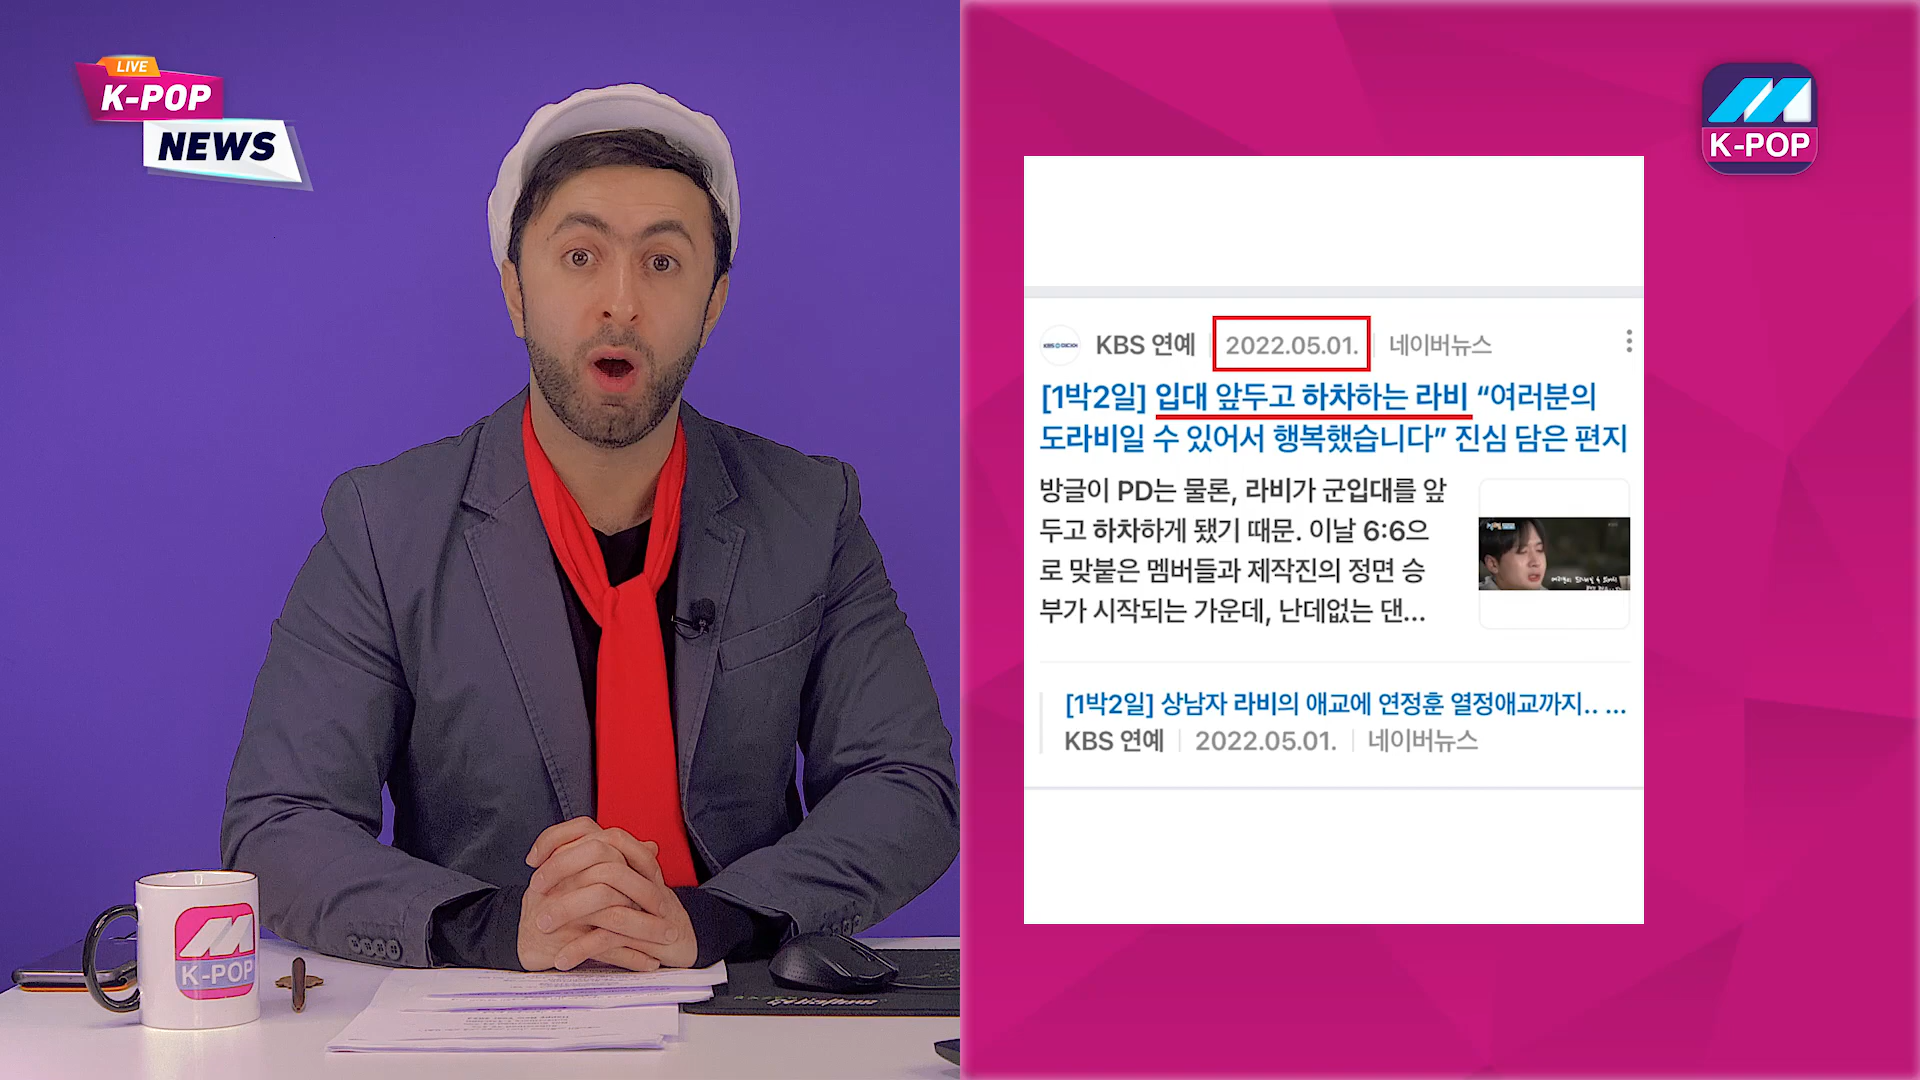 LIVE
K-POP
NEWS
K-POP
KBS 연예
2022.05.01.
네이버뉴스
[1박2일] 입대 앞두고 하차하는 라비 “여러분의
도라비일 수 있어서 행복했습니다” 진심 담은 편지
방글이 PD는 물론, 라비가 군입대를 앞
두고 하차하게 됐기 때문. 이날 6:6으
로 맞붙은 멤버들과 제작진의 정면 승
부가 시작되는 가운데, 난데없는 댄...
[1박2일] 상남자 라비의 애교에 연정훈 열정애교까지.. ...
KBS 연예
2022.05.01.
네이버뉴스
K-POP